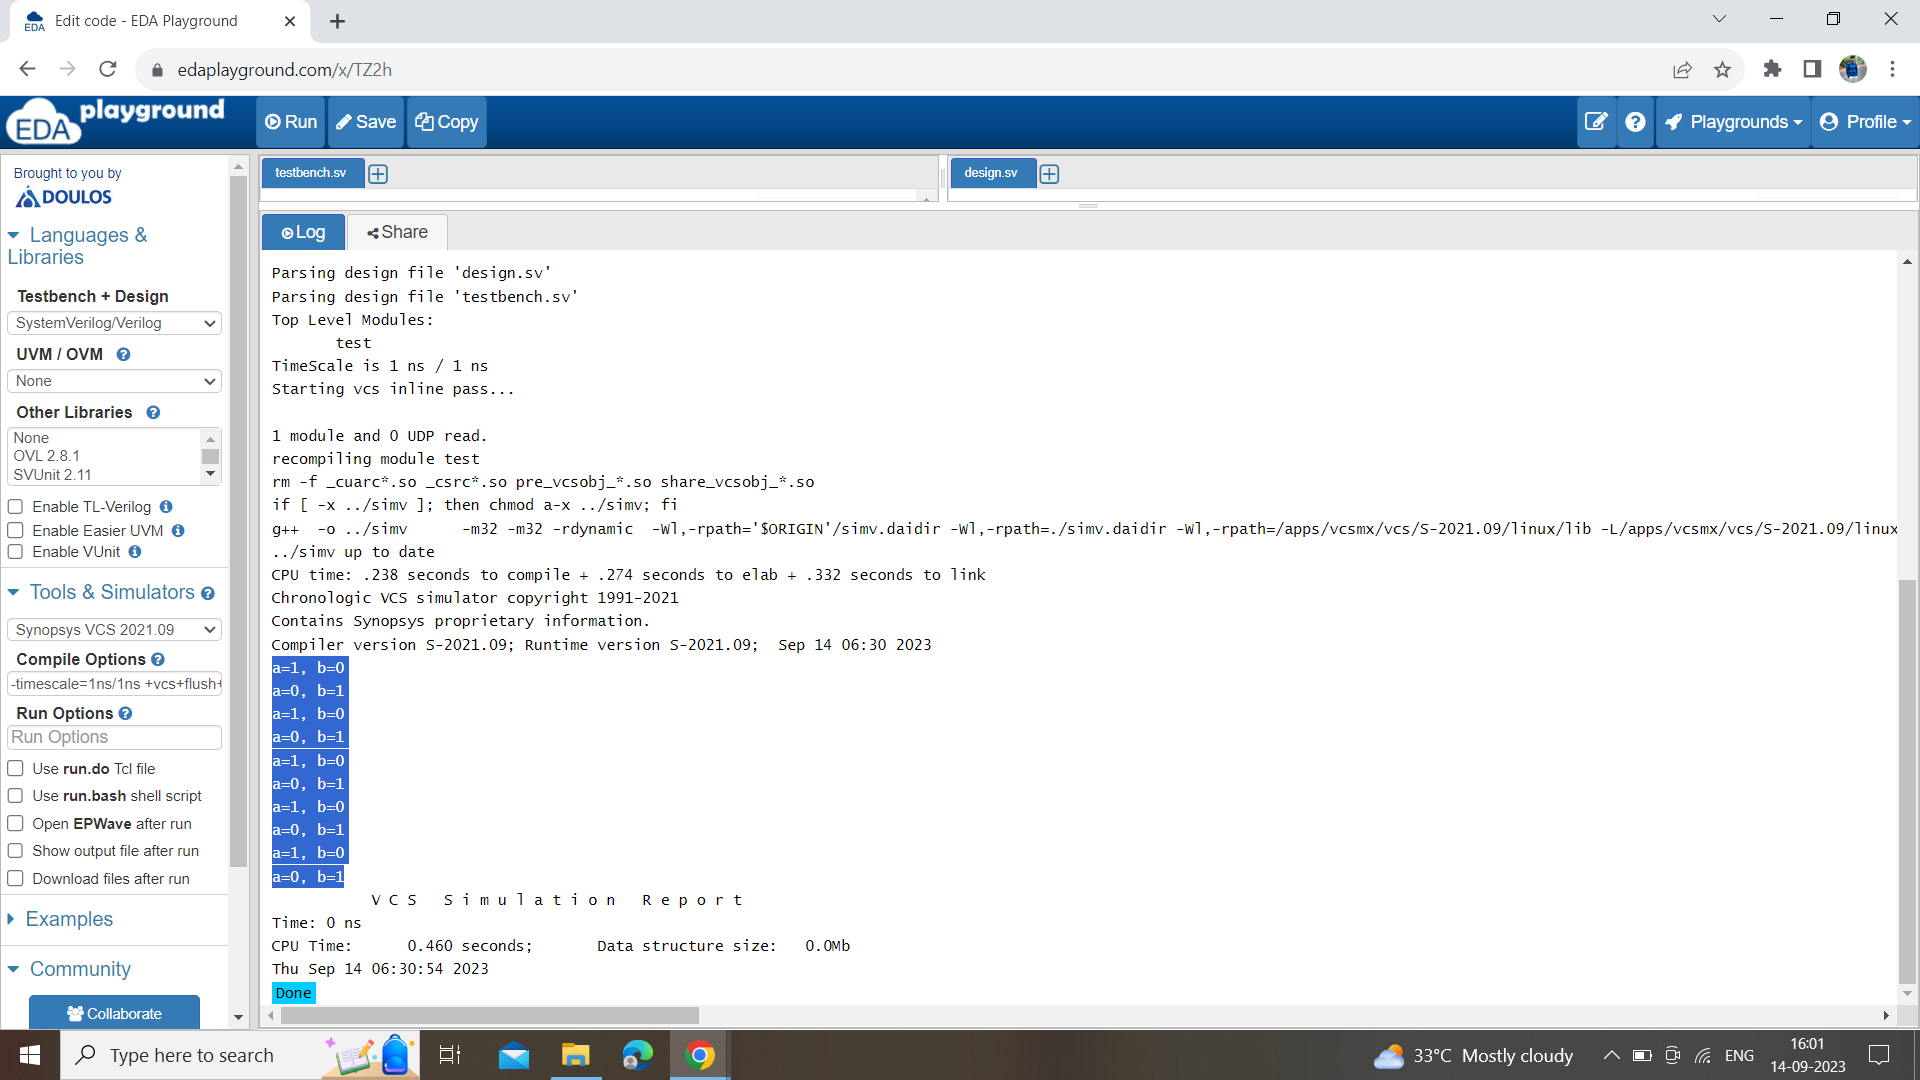 Edit code - EDA Playground
EDA
edaplayground.com/x/TZ2h
EDA playground
Run
Save
Copy
Playgrounds
Profile
Brought to you by
DOULOS
Languages &
Libraries
Testbench + Design
SystemVerilog/Verilog
UVM / OVM
None
Other Libraries
None
OVL 2.8.1
SVUnit 2.11
Enable TL-Verilog
Enable Easier UVM
Enable VUnit
Tools & Simulators
Synopsys VCS 2021.09
Compile Options
-timescale=1ns/1ns +vcs+flush+
Run Options
Run Options
Use run.do Tcl file
Use run.bash shell script
Open EPWave after run
Show output file after run
Download files after run
Examples
Community
Collaborate
testbench.sv
design.sv
Log
Share
Parsing design file 'design.sv'
Parsing design file 'testbench.sv'
Top Level Modules:
test
TimeScale is 1 ns / 1 ns
Starting vcs inline pass...
1 module and 0 UDP read.
recompiling module test
rm -f _cuarc*.so _csrc*.so pre_vcsobj_*.so share_vcsobj_*.so
if [ -x ../simv ]; then chmod a-x ../simv; fi
g++ -o ../simv -m32 -m32 -rdynamic -Wl,-rpath='$ORIGIN'/simv.daidir -Wl,-rpath=./simv.daidir -Wl,-rpath=/apps/vcsmx/vcs/S-2021.09/linux/lib -L/apps/vcsmx/vcs/S-2021.09/linux
../simv up to date
CPU time: .238 seconds to compile + .274 seconds to elab + .332 seconds to link
Chronologic VCS simulator copyright 1991-2021
Contains Synopsys proprietary information.
Compiler version S-2021.09; Runtime version S-2021.09; Sep 14 06:30 2023
a=1, b=0
a=0, b=1
a=1, b=0
a=0, b=1
a=1, b=0
a=0, b=1
a=1, b=0
a=0, b=1
a=1, b=0
a=0, b=1
V C S S i m u l a t i o n R e p o r t
Time: 0 ns
CPU Time: 0.460 seconds; Data structure size: 0.0Mb
Thu Sep 14 06:30:54 2023
Done
Type here to search
33°C Mostly cloudy
ENG
16:01
14-09-2023